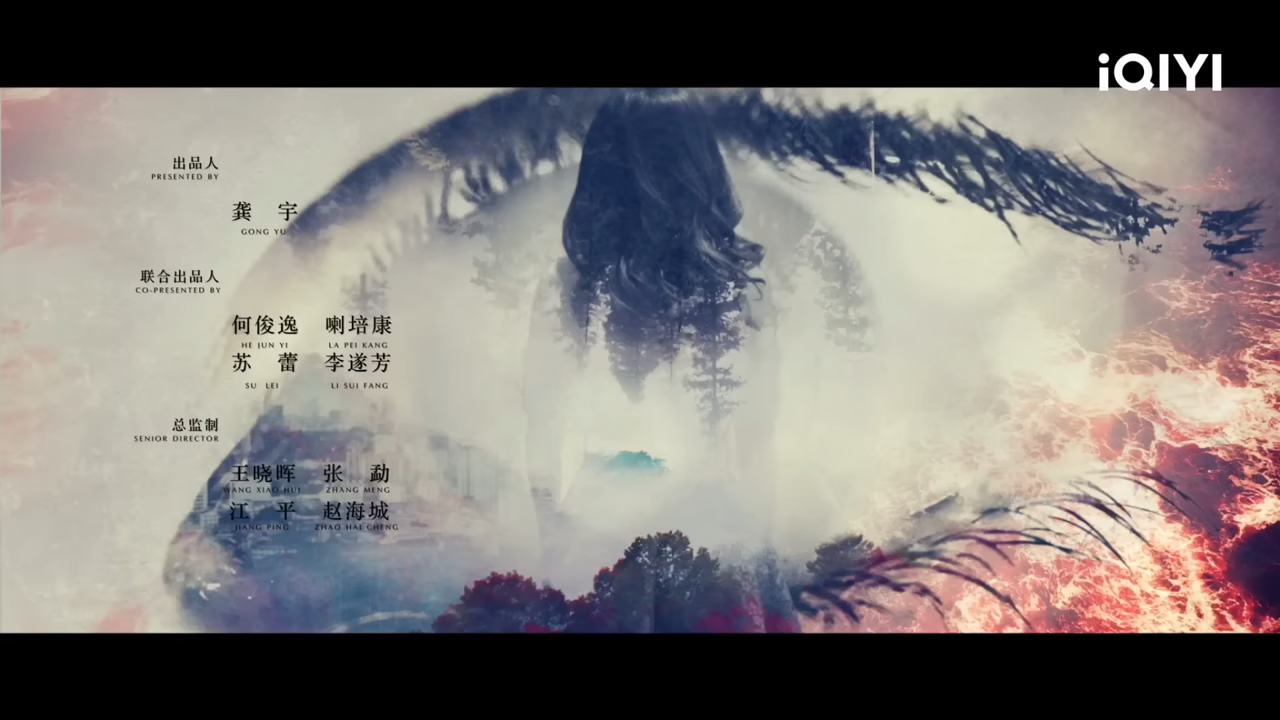 iQIYI
出品人
PRESENTED BY
龚 宇
GONG YU
联合出品人
CO-PRESENTED BY
何俊逸 喇培康
HE JUN YI LA PEI KANG
苏 蕾 李遂芳
SU LEI LI SUI FANG
总监制
SENIOR DIRECTOR
王晓晖 张 勐
WANG XIAO HUI ZHANG MENG
江 平 赵海城
JIANG PING ZHAO HAI CHENG